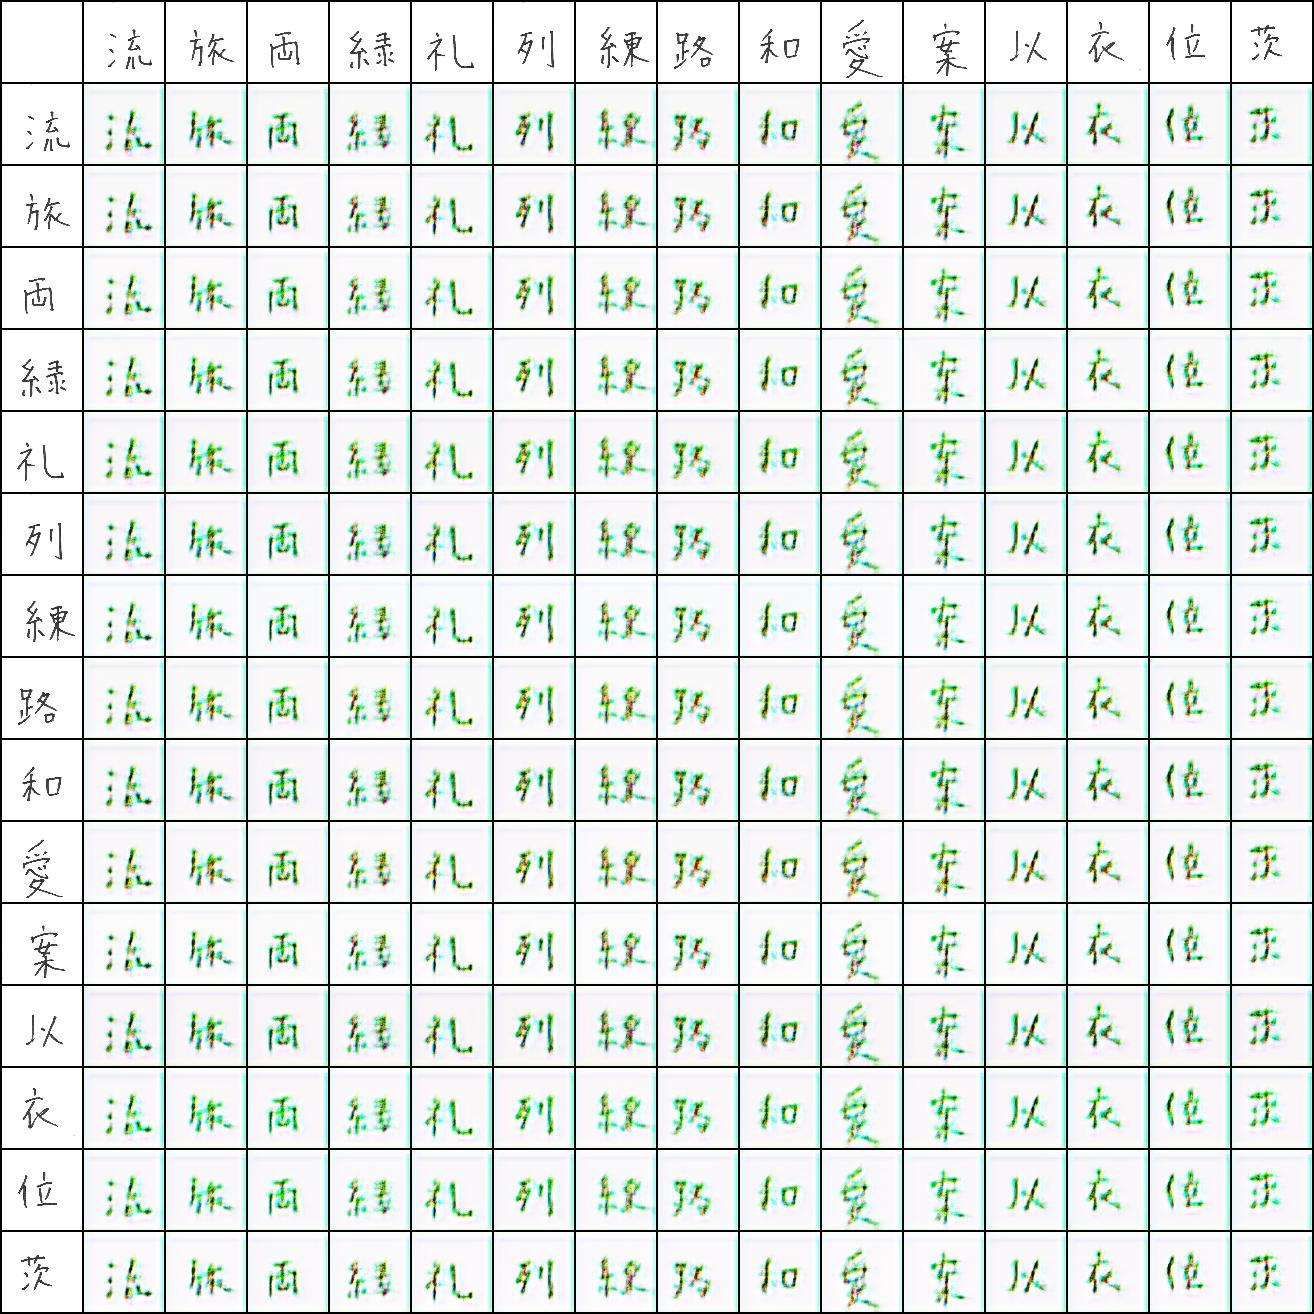 流 旅 両 緑 礼 列 練 路 和 愛 案 以 衣 位 茨
流 流 旅 両 緑 礼 列 練 路 和 愛 案 以 衣 位 茨
旅 流 旅 両 緑 礼 列 練 路 和 愛 案 以 衣 位 茨
両 流 旅 両 緑 礼 列 練 路 和 愛 案 以 衣 位 茨
緑 流 旅 両 緑 礼 列 練 路 和 愛 案 以 衣 位 茨
礼 流 旅 両 緑 礼 列 練 路 和 愛 案 以 衣 位 茨
列 流 旅 両 緑 礼 列 練 路 和 愛 案 以 衣 位 茨
練 流 旅 両 緑 礼 列 練 路 和 愛 案 以 衣 位 茨
路 流 旅 両 緑 礼 列 練 路 和 愛 案 以 衣 位 茨
和 流 旅 両 緑 礼 列 練 路 和 愛 案 以 衣 位 茨
愛 流 旅 両 緑 礼 列 練 路 和 愛 案 以 衣 位 茨
案 流 旅 両 緑 礼 列 練 路 和 愛 案 以 衣 位 茨
以 流 旅 両 緑 礼 列 練 路 和 愛 案 以 衣 位 茨
衣 流 旅 両 緑 礼 列 練 路 和 愛 案 以 衣 位 茨
位 流 旅 両 緑 礼 列 練 路 和 愛 案 以 衣 位 茨
茨 流 旅 両 緑 礼 列 練 路 和 愛 案 以 衣 位 茨